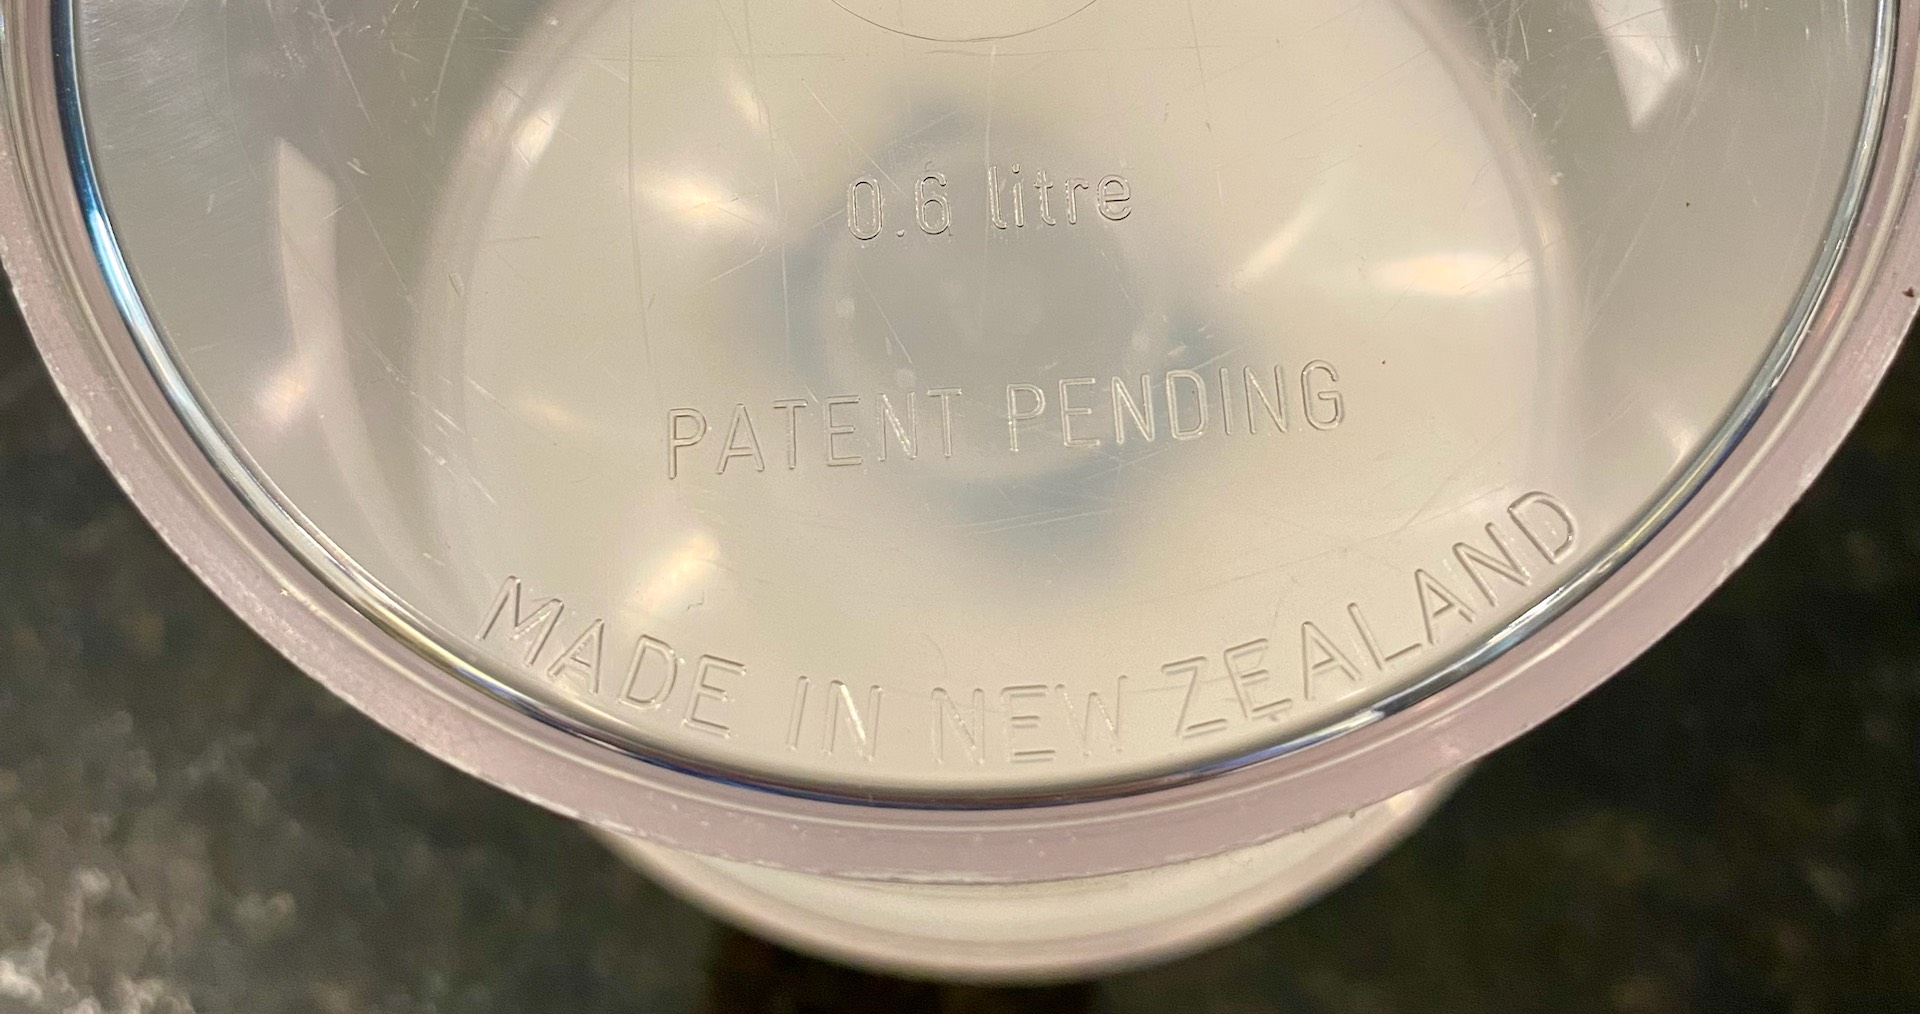 0.6 litre
PATENT PENDING
MADE IN NEW ZEALAND